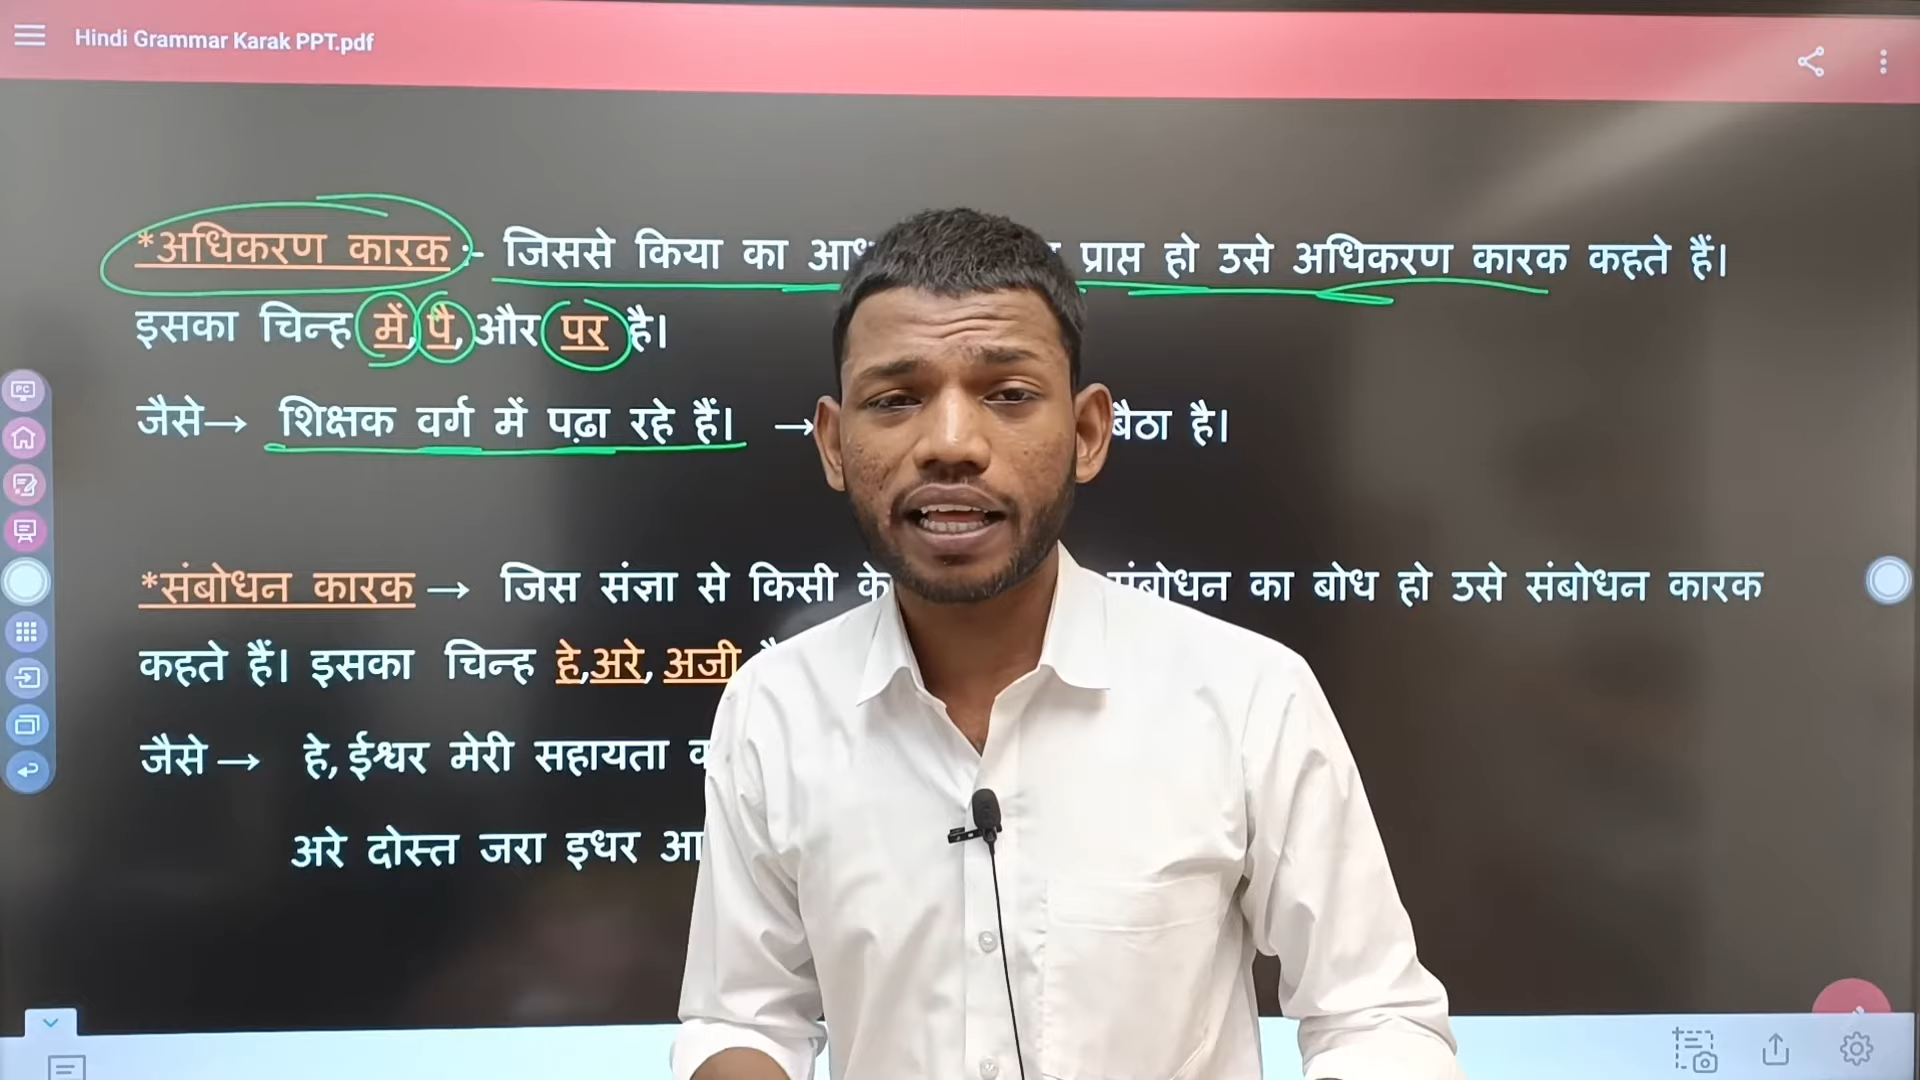 Hindi Grammar Karak PPT.pdf
*अधिकरण कारक :- जिससे किया का प्राप्त हो उसे अधिकरण कारक कहते हैं।
इसका चिन्ह में, पै, और पर है।
जैसे→ शिक्षक वर्ग में पढ़ा रहे हैं। → बैठा है।
*संबोधन कारक → जिस संज्ञा से किसी के संबोधन का बोध हो उसे संबोधन कारक
कहते हैं। इसका चिन्ह हे,अरे, अजी
जैसे → हे, ईश्वर मेरी सहायता
अरे दोस्त जरा इधर
PC